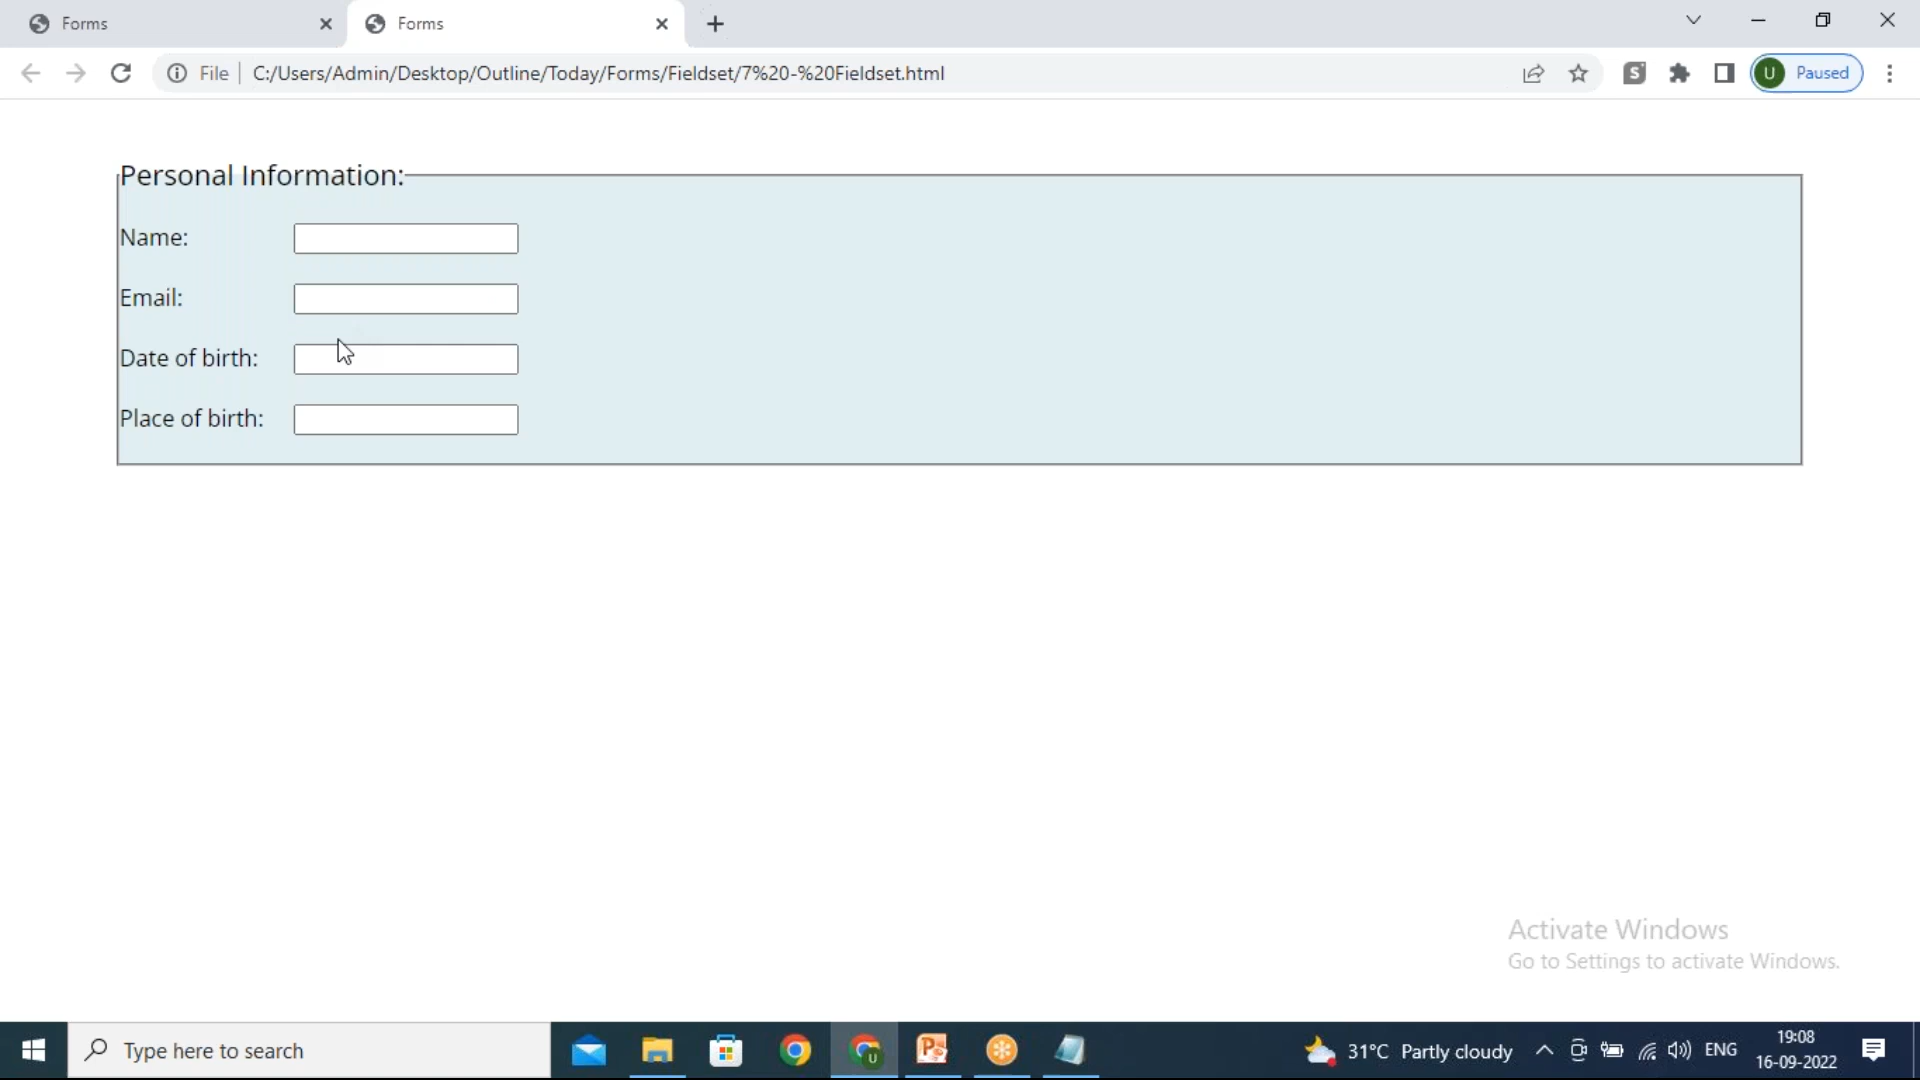 Forms
Forms
File
C:/Users/Admin/Desktop/Outline/Today/Forms/Fieldset/7%20-%20Fieldset.html
S
U
Paused
Personal Information:
Name:
Email:
Date of birth:
Place of birth:
Activate Windows
Go to Settings to activate Windows.
Type here to search
U
P
31°C Partly cloudy
ENG
19:08
16-09-2022